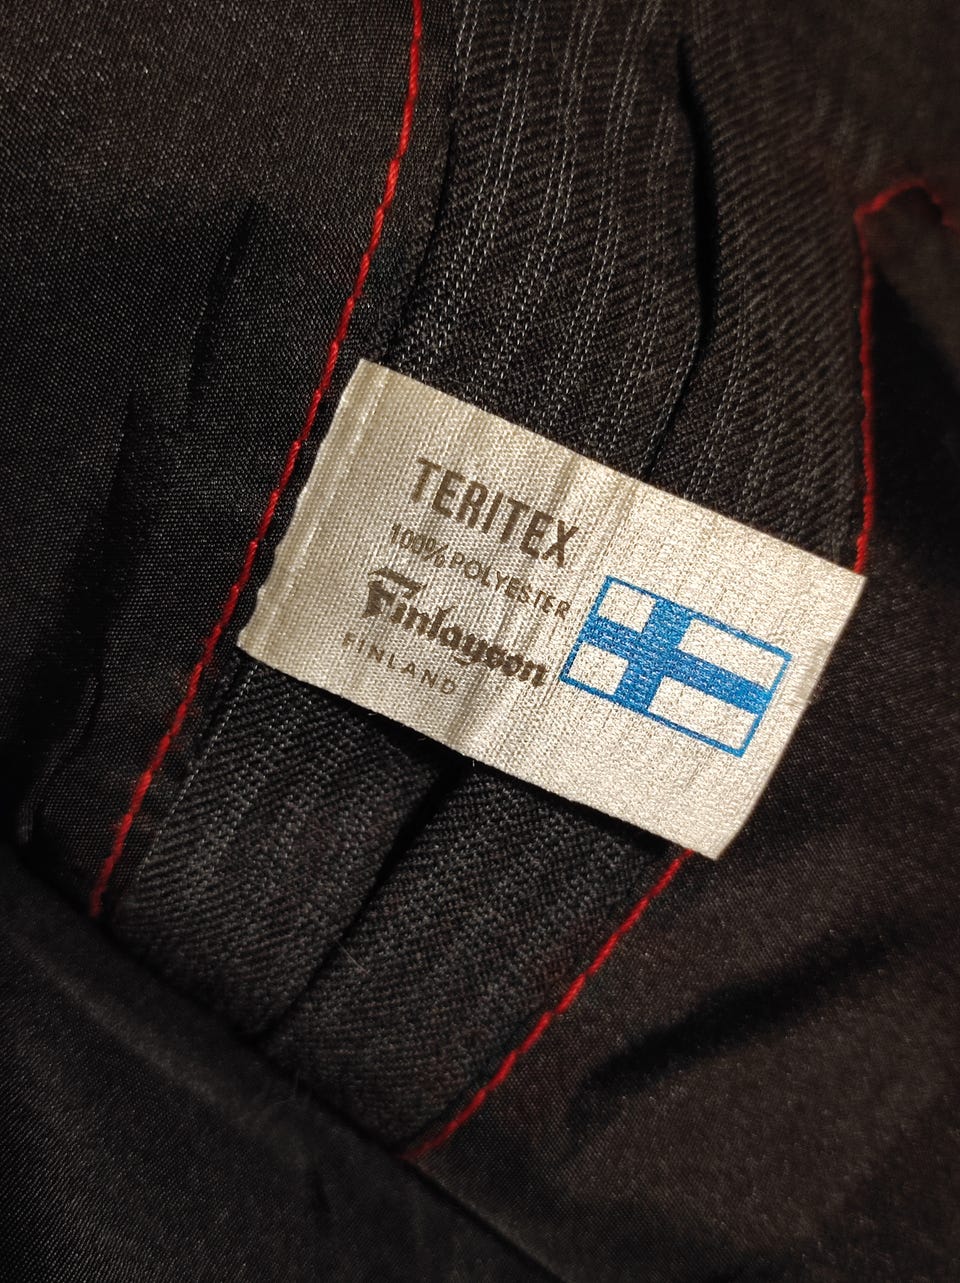 TERITEX
100% POLYESTER
Finlayson
FINLAND